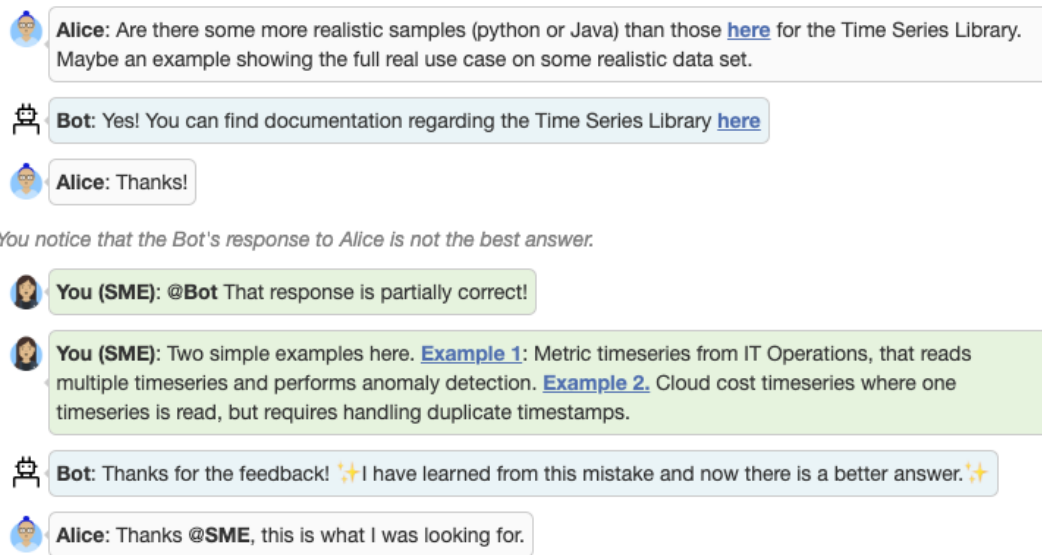 Alice: Are there some more realistic samples (python or Java) than those here for the Time Series Library.
Maybe an example showing the full real use case on some realistic data set.
Bot: Yes! You can find documentation regarding the Time Series Library here
Alice: Thanks!
You notice that the Bot's response to Alice is not the best answer.
You (SME): @Bot That response is partially correct!
You (SME): Two simple examples here. Example 1: Metric timeseries from IT Operations, that reads
multiple timeseries and performs anomaly detection. Example 2. Cloud cost timeseries where one
timeseries is read, but requires handling duplicate timestamps.
Bot: Thanks for the feedback! ✨I have learned from this mistake and now there is a better answer.✨
Alice: Thanks @SME, this is what I was looking for.